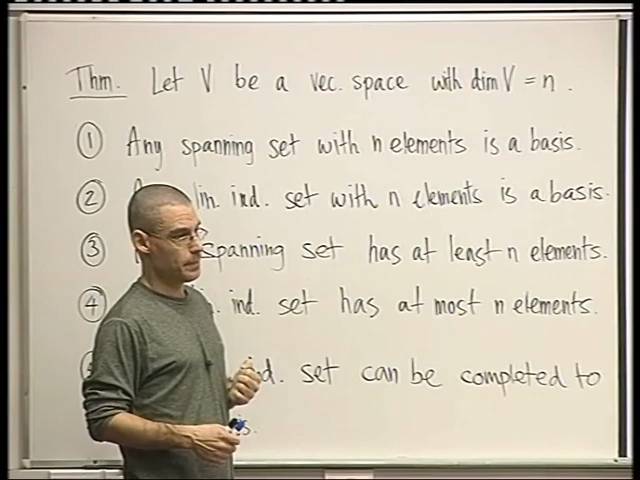 Thm. Let V be a vec. space with dim V = n.
① Any spanning set with n elements is a basis.
② lin. ind. set with n elements is a basis.
③ spanning set has at least n elements.
④ ind. set has at most n elements.
ind. set can be completed to